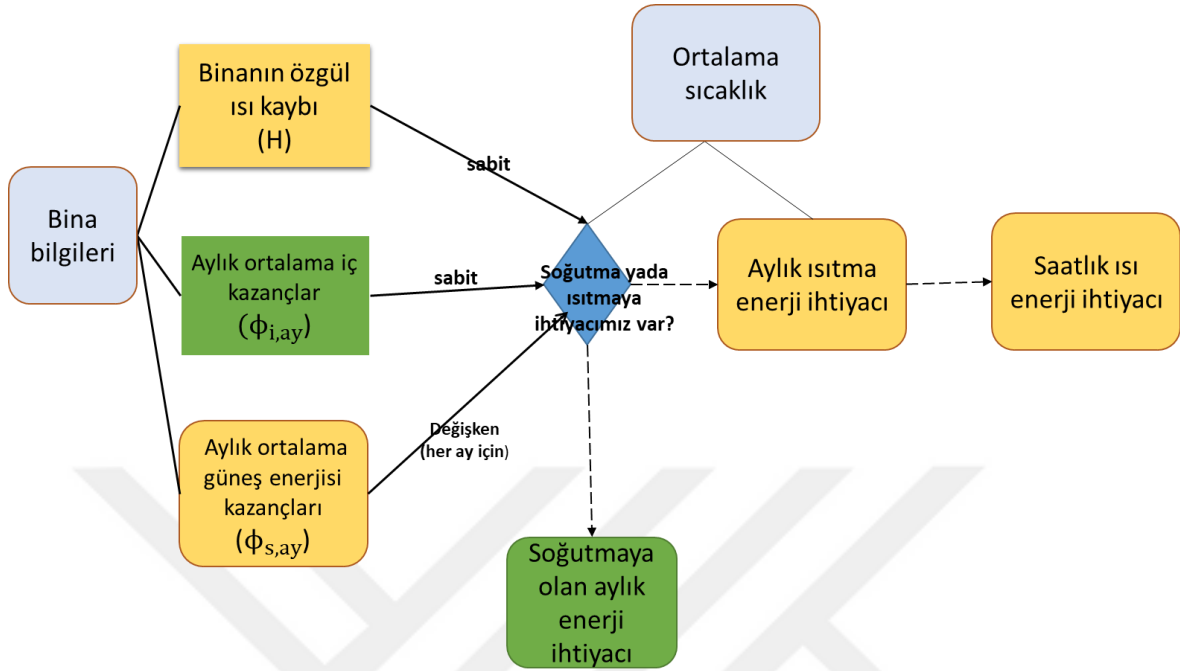 Ortalama
sıcaklık
Binanın özgül
ısı kaybı
(H)
sabit
Bina
bilgileri
Aylık ortalama iç
kazançlar
(ϕi,ay)
sabit
Soğutma yada
ısıtmaya
ihtiyacımız var?
Aylık ısıtma
enerji ihtiyacı
Saatlık ısı
enerji ihtiyacı
Değişken
(her ay için)
Aylık ortalama
güneş enerjisi
kazançları
(ϕs,ay)
Soğutmaya
olan aylık
enerji
ihtiyacı